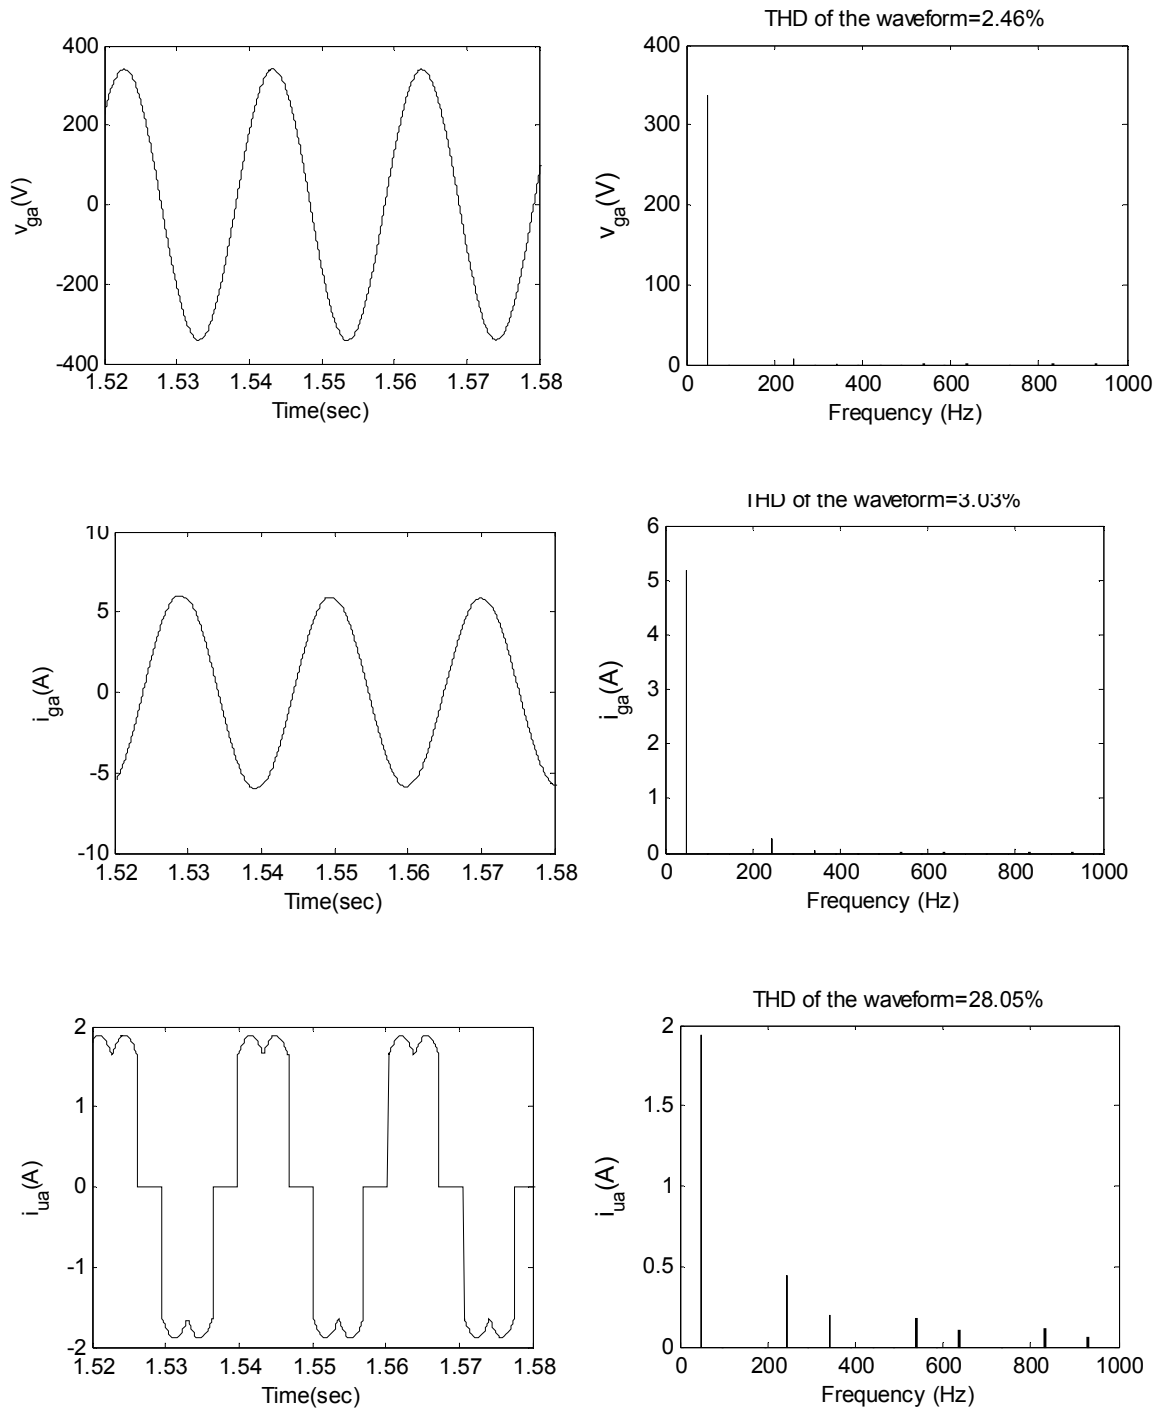 THD of the waveform=2.46%
400
200
0
-200
-400
v_ga(V)
1.52 1.53 1.54 1.55 1.56 1.57 1.58
Time(sec)
400
300
200
100
0
v_ga(V)
0 200 400 600 800 1000
Frequency (Hz)
THD of the waveform=3.03%
10
5
0
-5
-10
i_ga(A)
1.52 1.53 1.54 1.55 1.56 1.57 1.58
Time(sec)
6
5
4
3
2
1
0
i_ga(A)
0 200 400 600 800 1000
Frequency (Hz)
THD of the waveform=28.05%
2
1
0
-1
-2
i_ua(A)
1.52 1.53 1.54 1.55 1.56 1.57 1.58
Time(sec)
2
1.5
1
0.5
0
i_ua(A)
0 200 400 600 800 1000
Frequency (Hz)